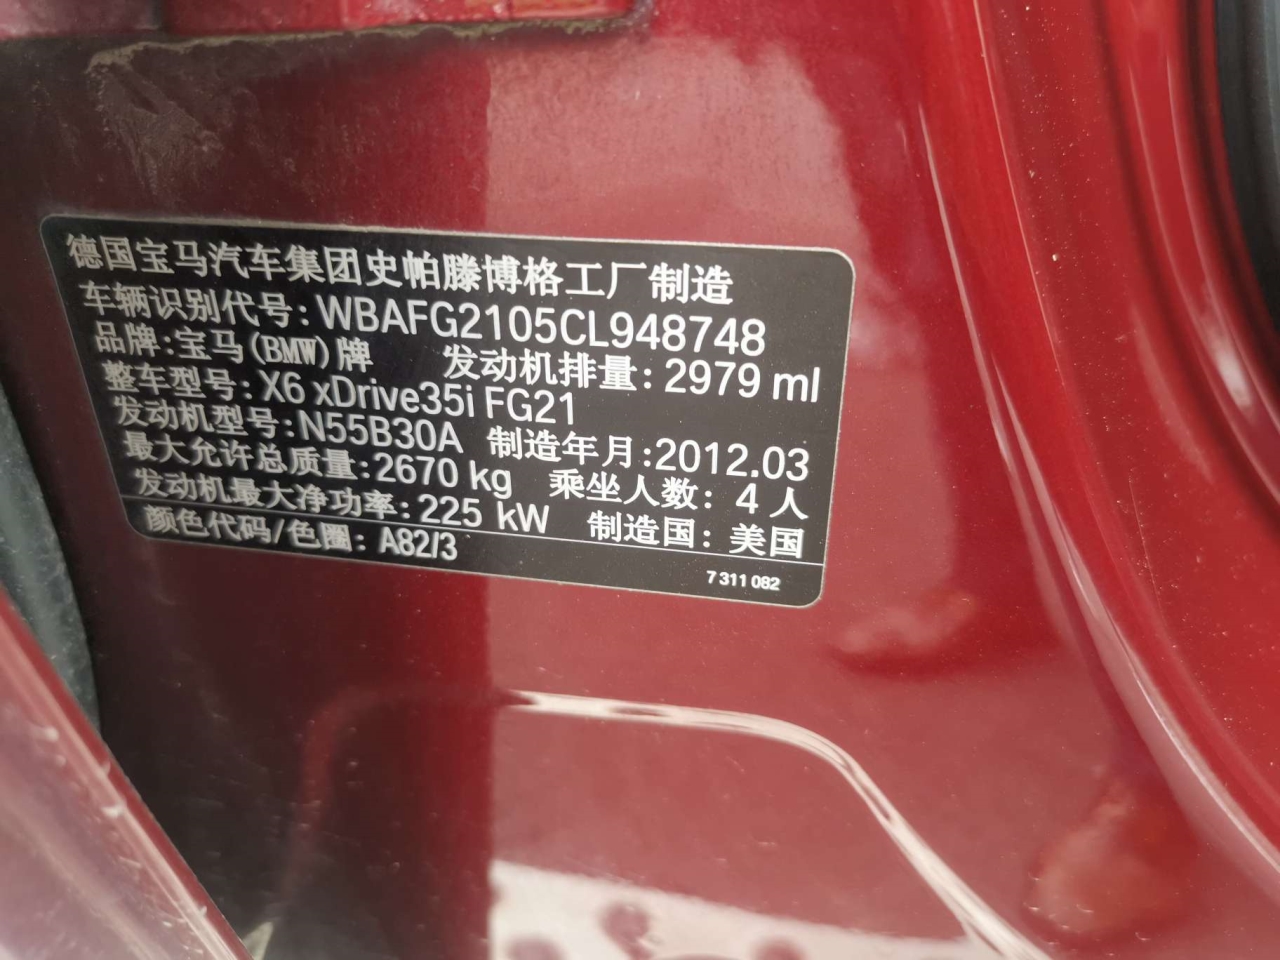 德国宝马汽车集团史帕滕博格工厂制造
车辆识别代号: WBAFG2105CL948748
品牌: 宝马(BMW)牌 发动机排量: 2979 ml
整车型号: X6 xDrive35i FG21
发动机型号: N55B30A 制造年月: 2012.03
最大允许总质量: 2670 kg 乘坐人数: 4 人
发动机最大净功率: 225 kW 制造国: 美国
颜色代码/色圈: A82/3
7 311 082